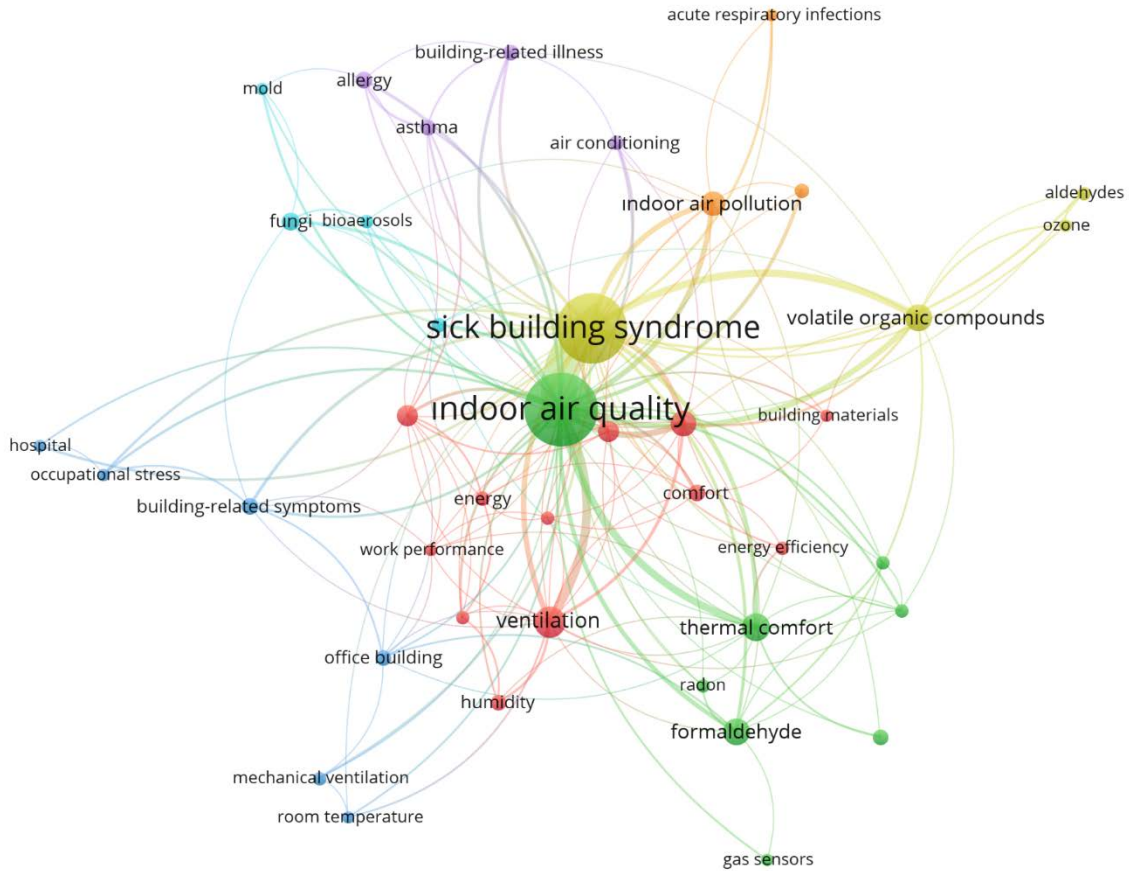 acute respiratory infections
building-related illness
allergy
mold
asthma
air conditioning
aldehydes
ındoor air pollution
fungi
bioaerosols
ozone
volatile organic compounds
sick building syndrome
ındoor air quality
building materials
hospital
occupational stress
energy
comfort
building-related symptoms
work performance
energy efficiency
ventilation
thermal comfort
office building
radon
humidity
formaldehyde
mechanical ventilation
room temperature
gas sensors